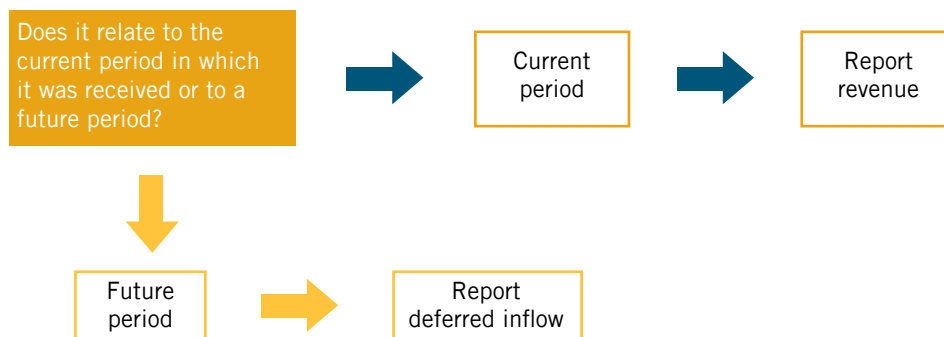 Does it relate to the
current period in which
it was received or to a
future period?
Current
period
Report
revenue
Future
period
Report
deferred inflow